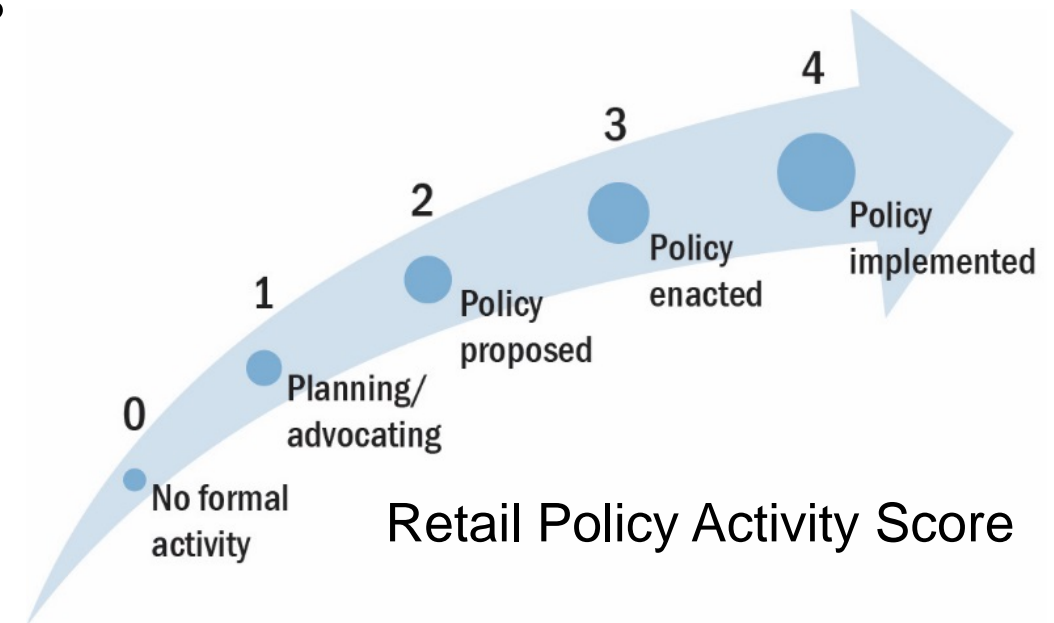 0
No formal
activity
1
Planning/
advocating
2
Policy
proposed
3
Policy
enacted
4
Policy
implemented
Retail Policy Activity Score